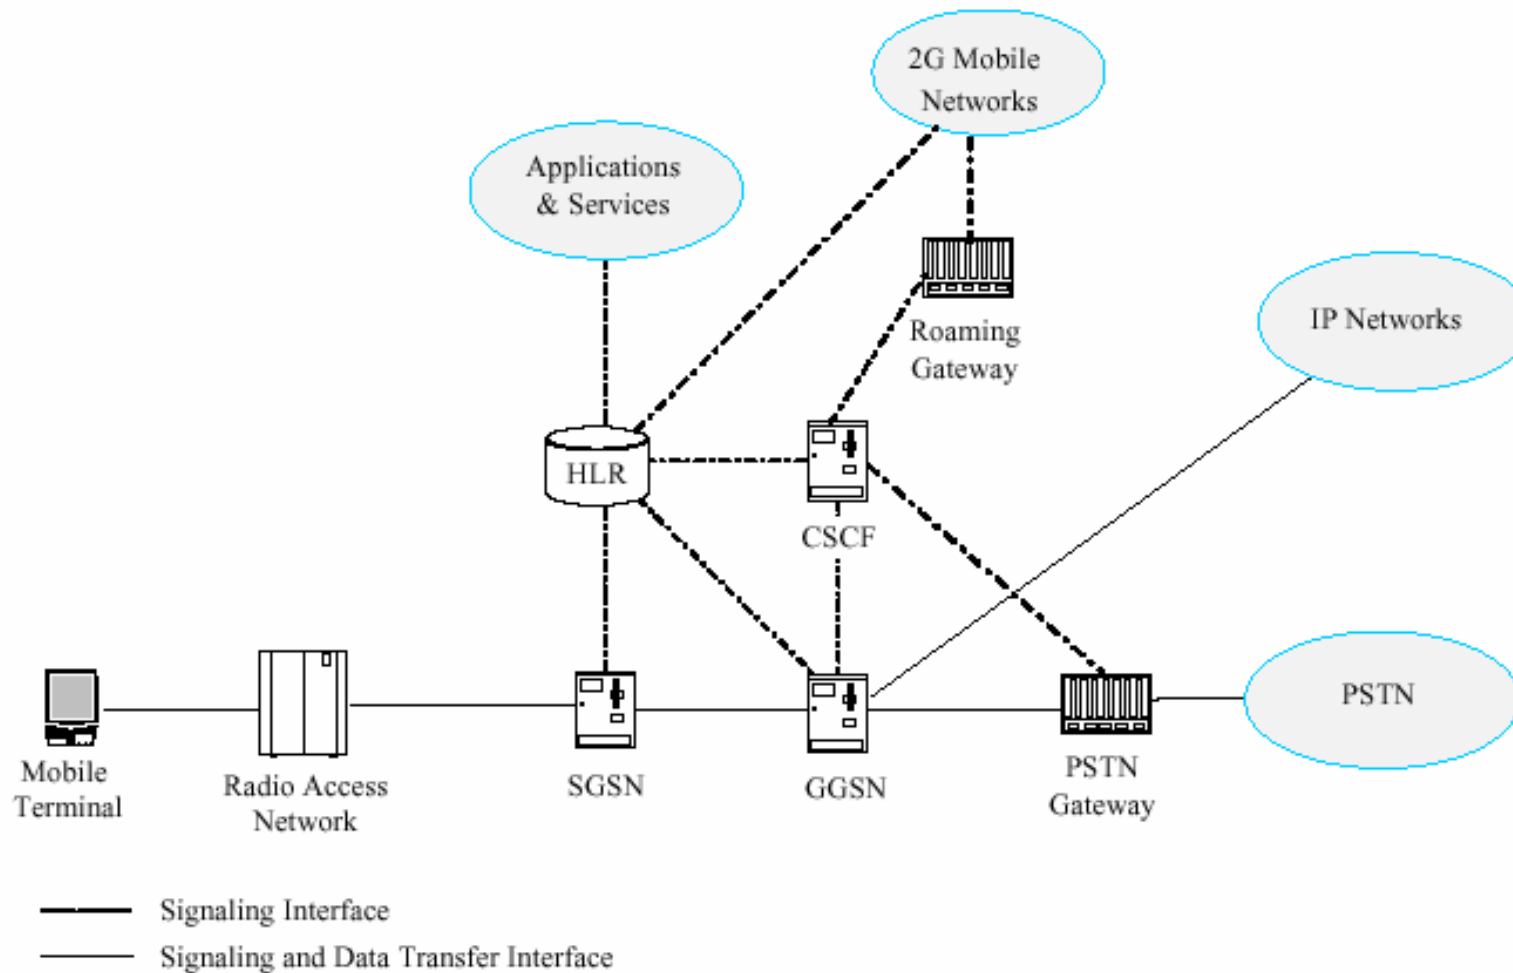 2G Mobile
Networks
Applications
& Services
Roaming
Gateway
IP Networks
HLR
CSCF
PSTN
Mobile
Terminal
Radio Access
Network
SGSN
GGSN
PSTN
Gateway
Signaling Interface
Signaling and Data Transfer Interface